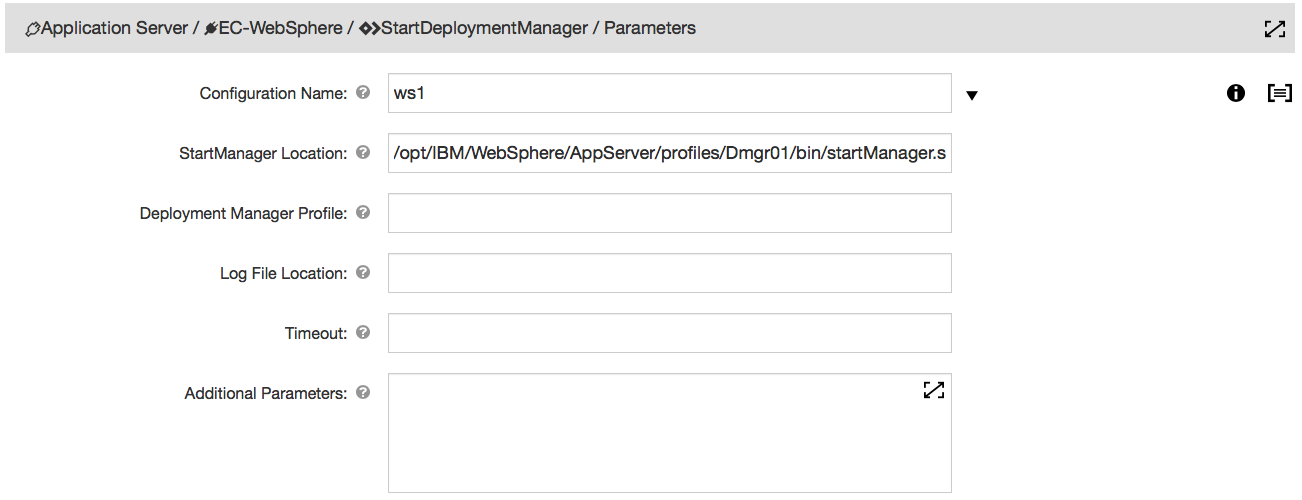 Application Server / EC-WebSphere / StartDeploymentManager / Parameters
Configuration Name: ws1
StartManager Location: /opt/IBM/WebSphere/AppServer/profiles/Dmgr01/bin/startManager.s
Deployment Manager Profile:
Log File Location:
Timeout:
Additional Parameters: